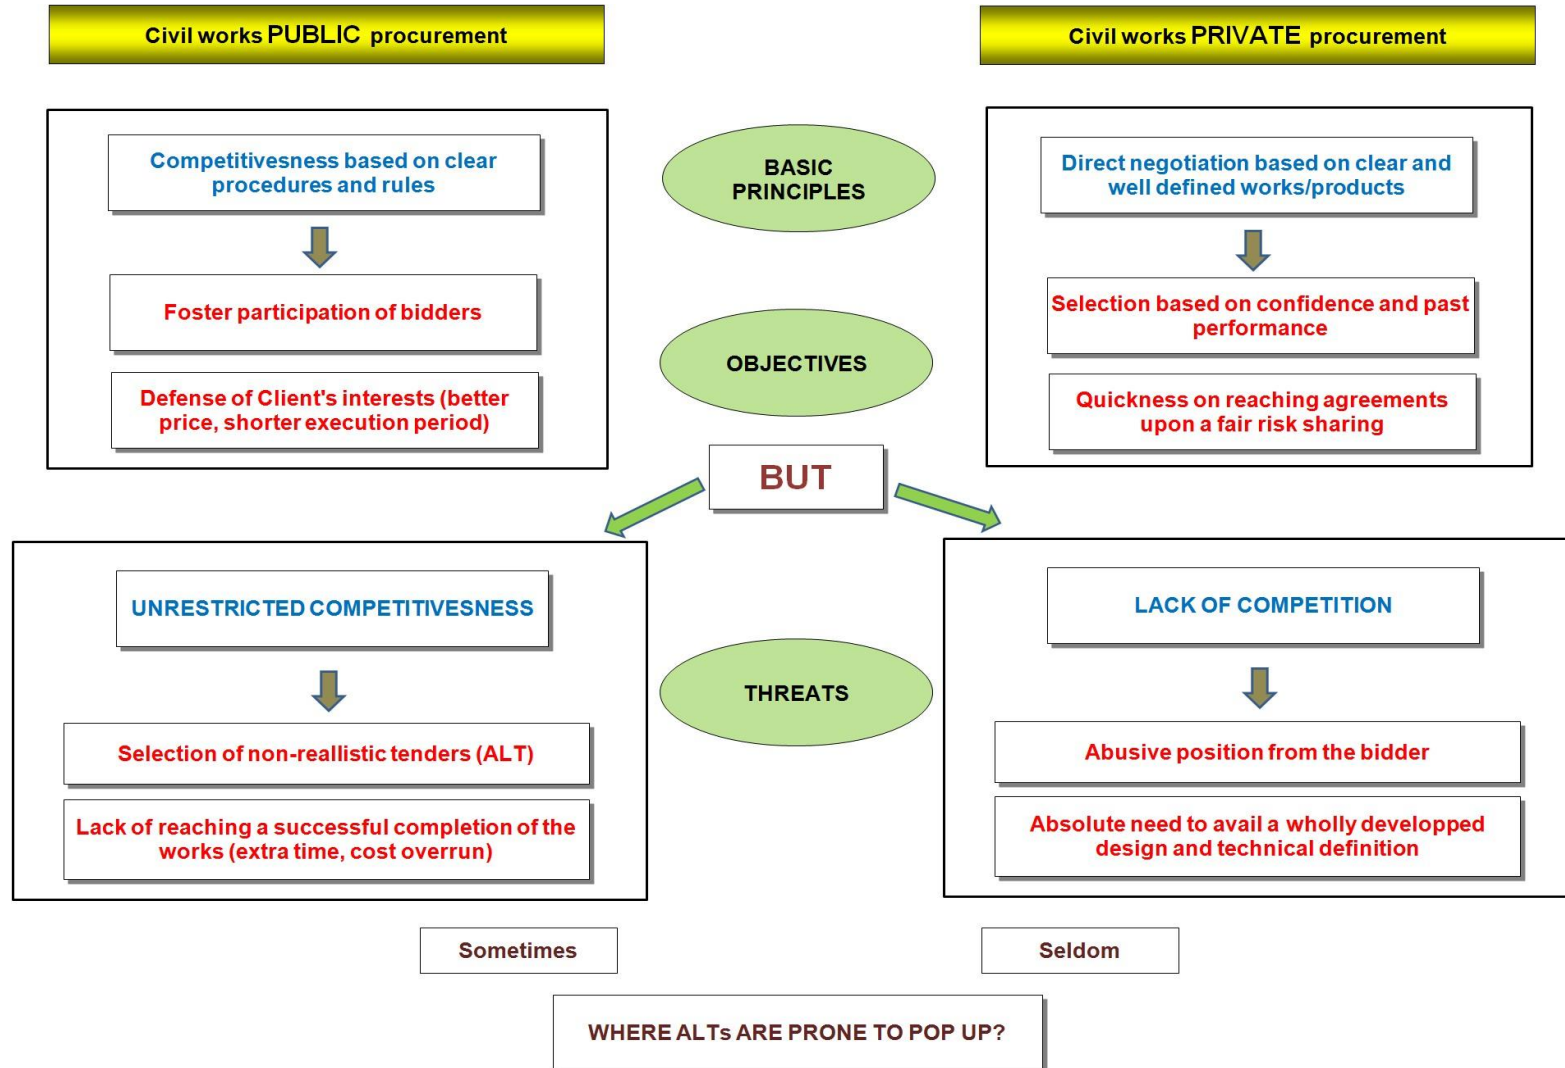 Civil works PUBLIC procurement
Civil works PRIVATE procurement
Competitivesness based on clear
procedures and rules
BASIC
PRINCIPLES
Direct negotiation based on clear and
well defined works/products
Foster participation of bidders
Selection based on confidence and past
performance
OBJECTIVES
Defense of Client's interests (better
price, shorter execution period)
Quickness on reaching agreements
upon a fair risk sharing
BUT
UNRESTRICTED COMPETITIVESNESS
LACK OF COMPETITION
THREATS
Selection of non-reallistic tenders (ALT)
Abusive position from the bidder
Lack of reaching a successful completion of the
works (extra time, cost overrun)
Absolute need to avail a wholly developped
design and technical definition
Sometimes
Seldom
WHERE ALTs ARE PRONE TO POP UP?